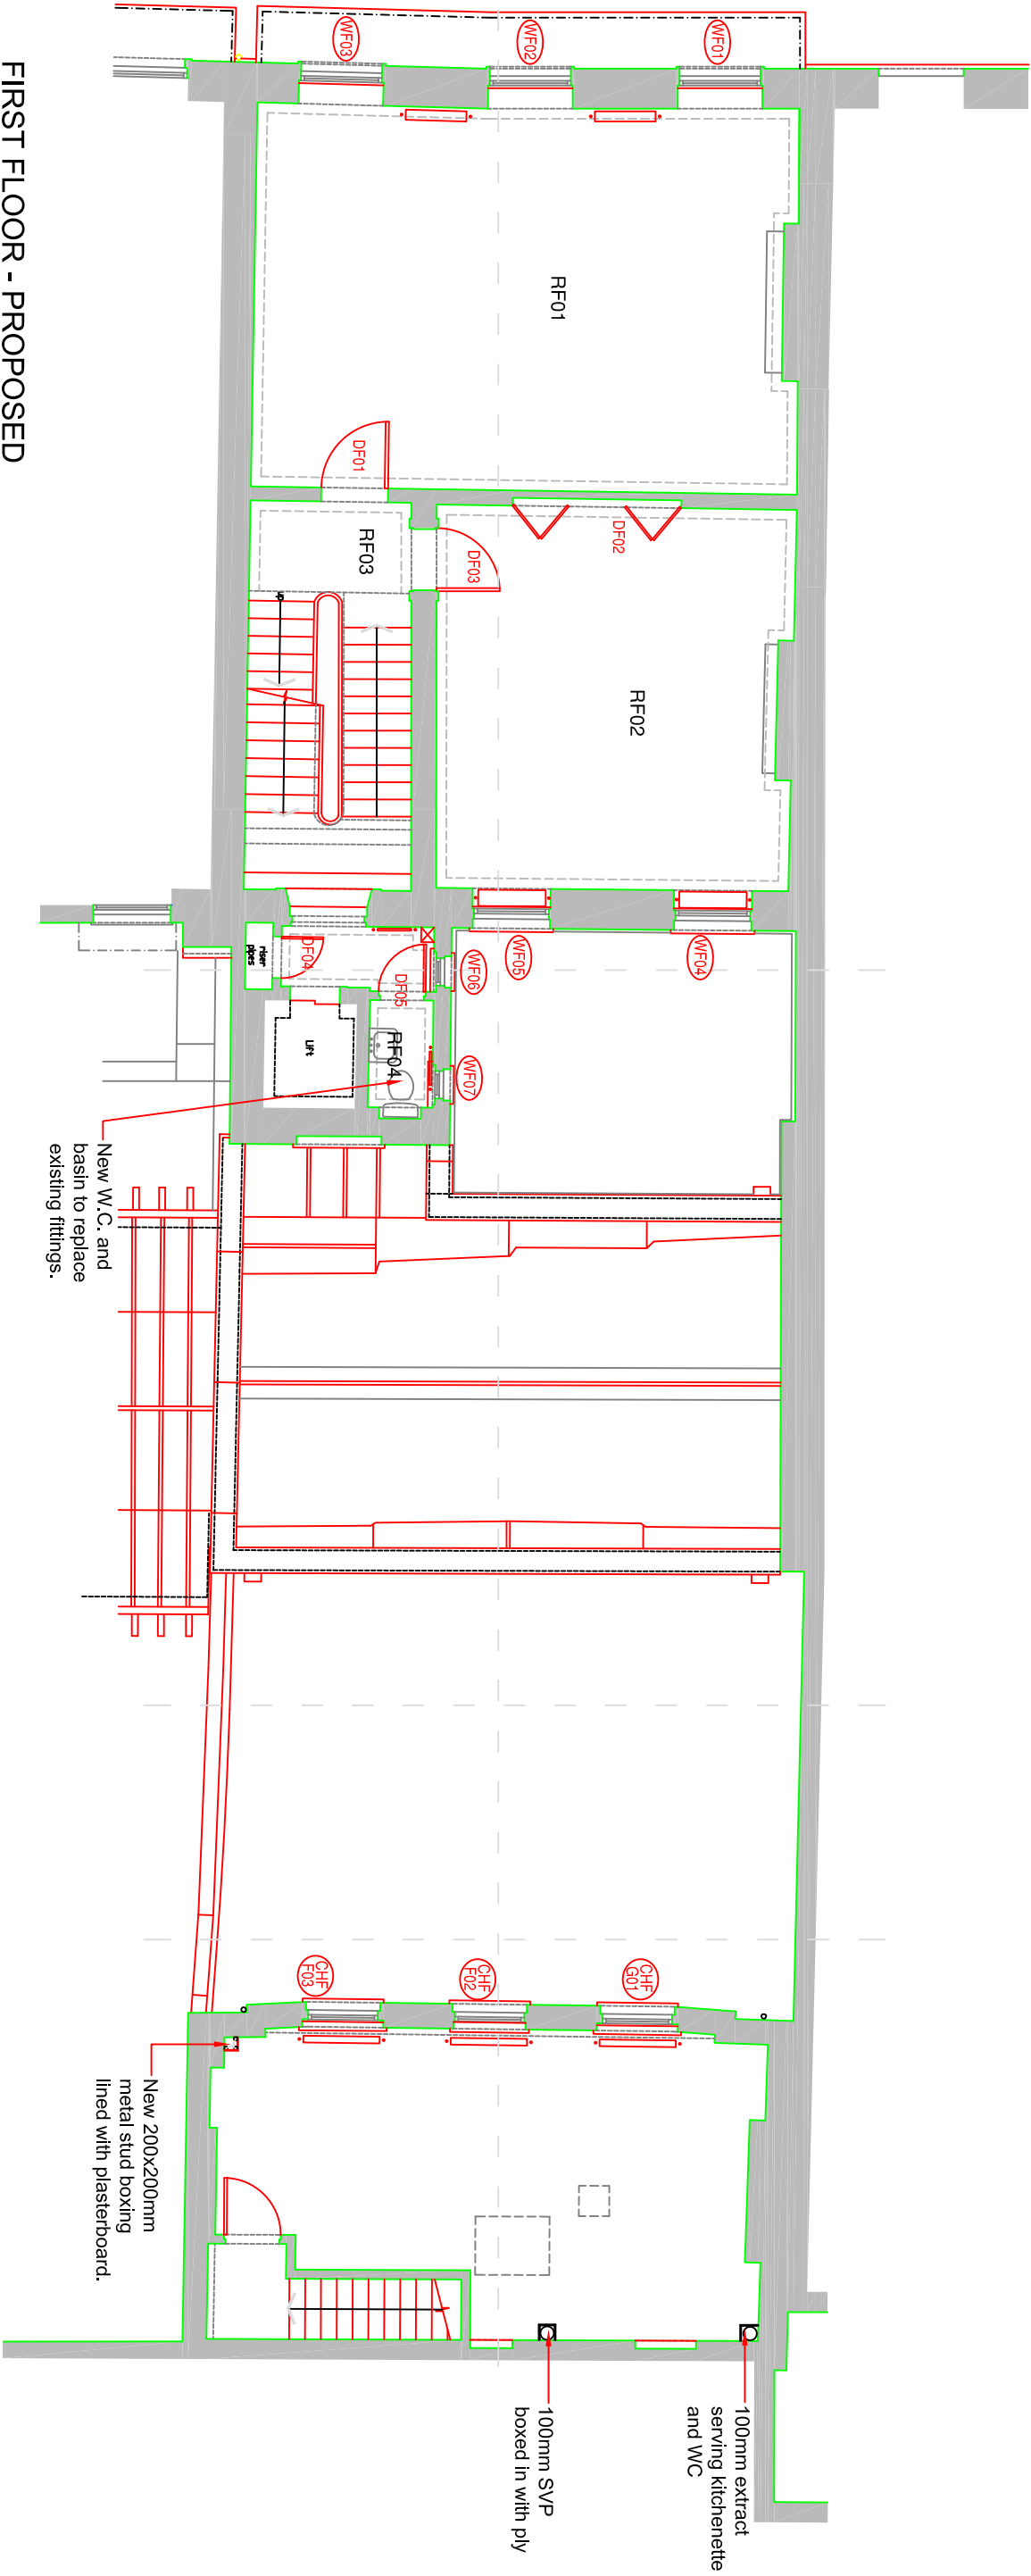 FIRST FLOOR - PROPOSED
WF03
WF02
WF01
RF01
DF01
RF03
DF03
DF02
up
RF02
riser
pipes
DF04
DF05
WF06
WF05
WF04
Lift
RF04
WF07
New W.C. and
basin to replace
existing fittings.
CHF
F03
CHF
F02
CHF
G01
New 200x200mm
metal stud boxing
lined with plasterboard.
100mm SVP
boxed in with ply
100mm extract
serving kitchenette
and WC